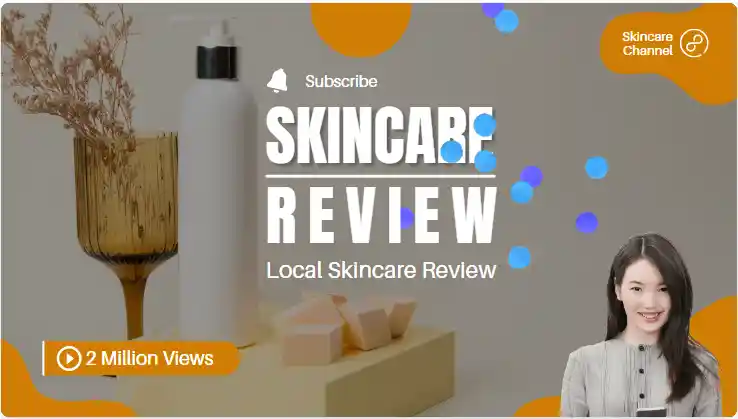 Skincare
Channel
Subscribe
SKINCARE
REVIEW
Local Skincare Review
2 Million Views